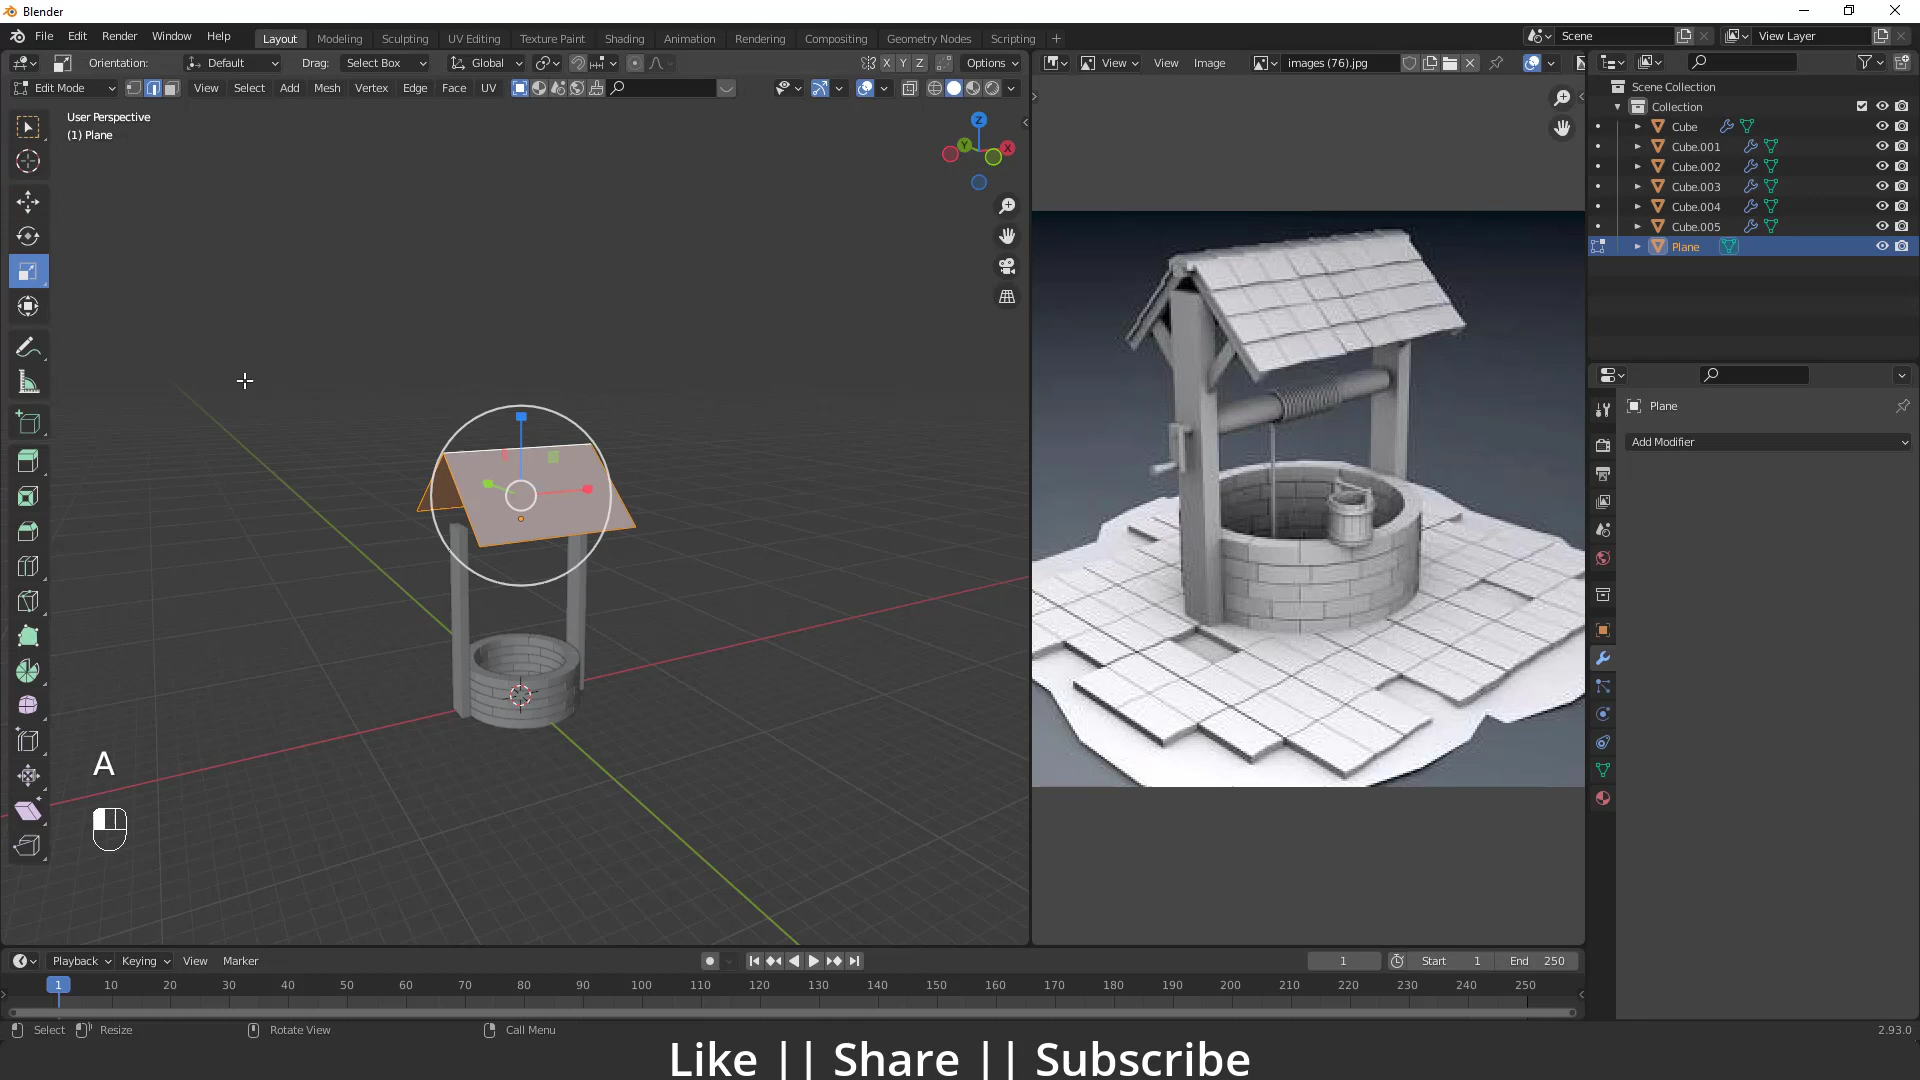 Blender
File Edit Render Window Help
Layout Modeling Sculpting UV Editing Texture Paint Shading Animation Rendering Compositing Geometry Nodes Scripting +
Scene
View Layer
Orientation: Default Drag: Select Box Global X Y Z Options
View View Image images (76).jpg
Edit Mode View Select Add Mesh Vertex Edge Face UV
User Perspective
(1) Plane
Z
Y
X
Scene Collection
Collection
Cube
Cube.001
Cube.002
Cube.003
Cube.004
Cube.005
Plane
Plane
Add Modifier
A
Playback Keying View Marker
1 Start 1 End 250
1 10 20 30 40 50 60 70 80 90 100 110 120 130 140 150 160 170 180 190 200 210 220 230 240 250
Select Resize Rotate View Call Menu
2.93.0
Like || Share || Subscribe